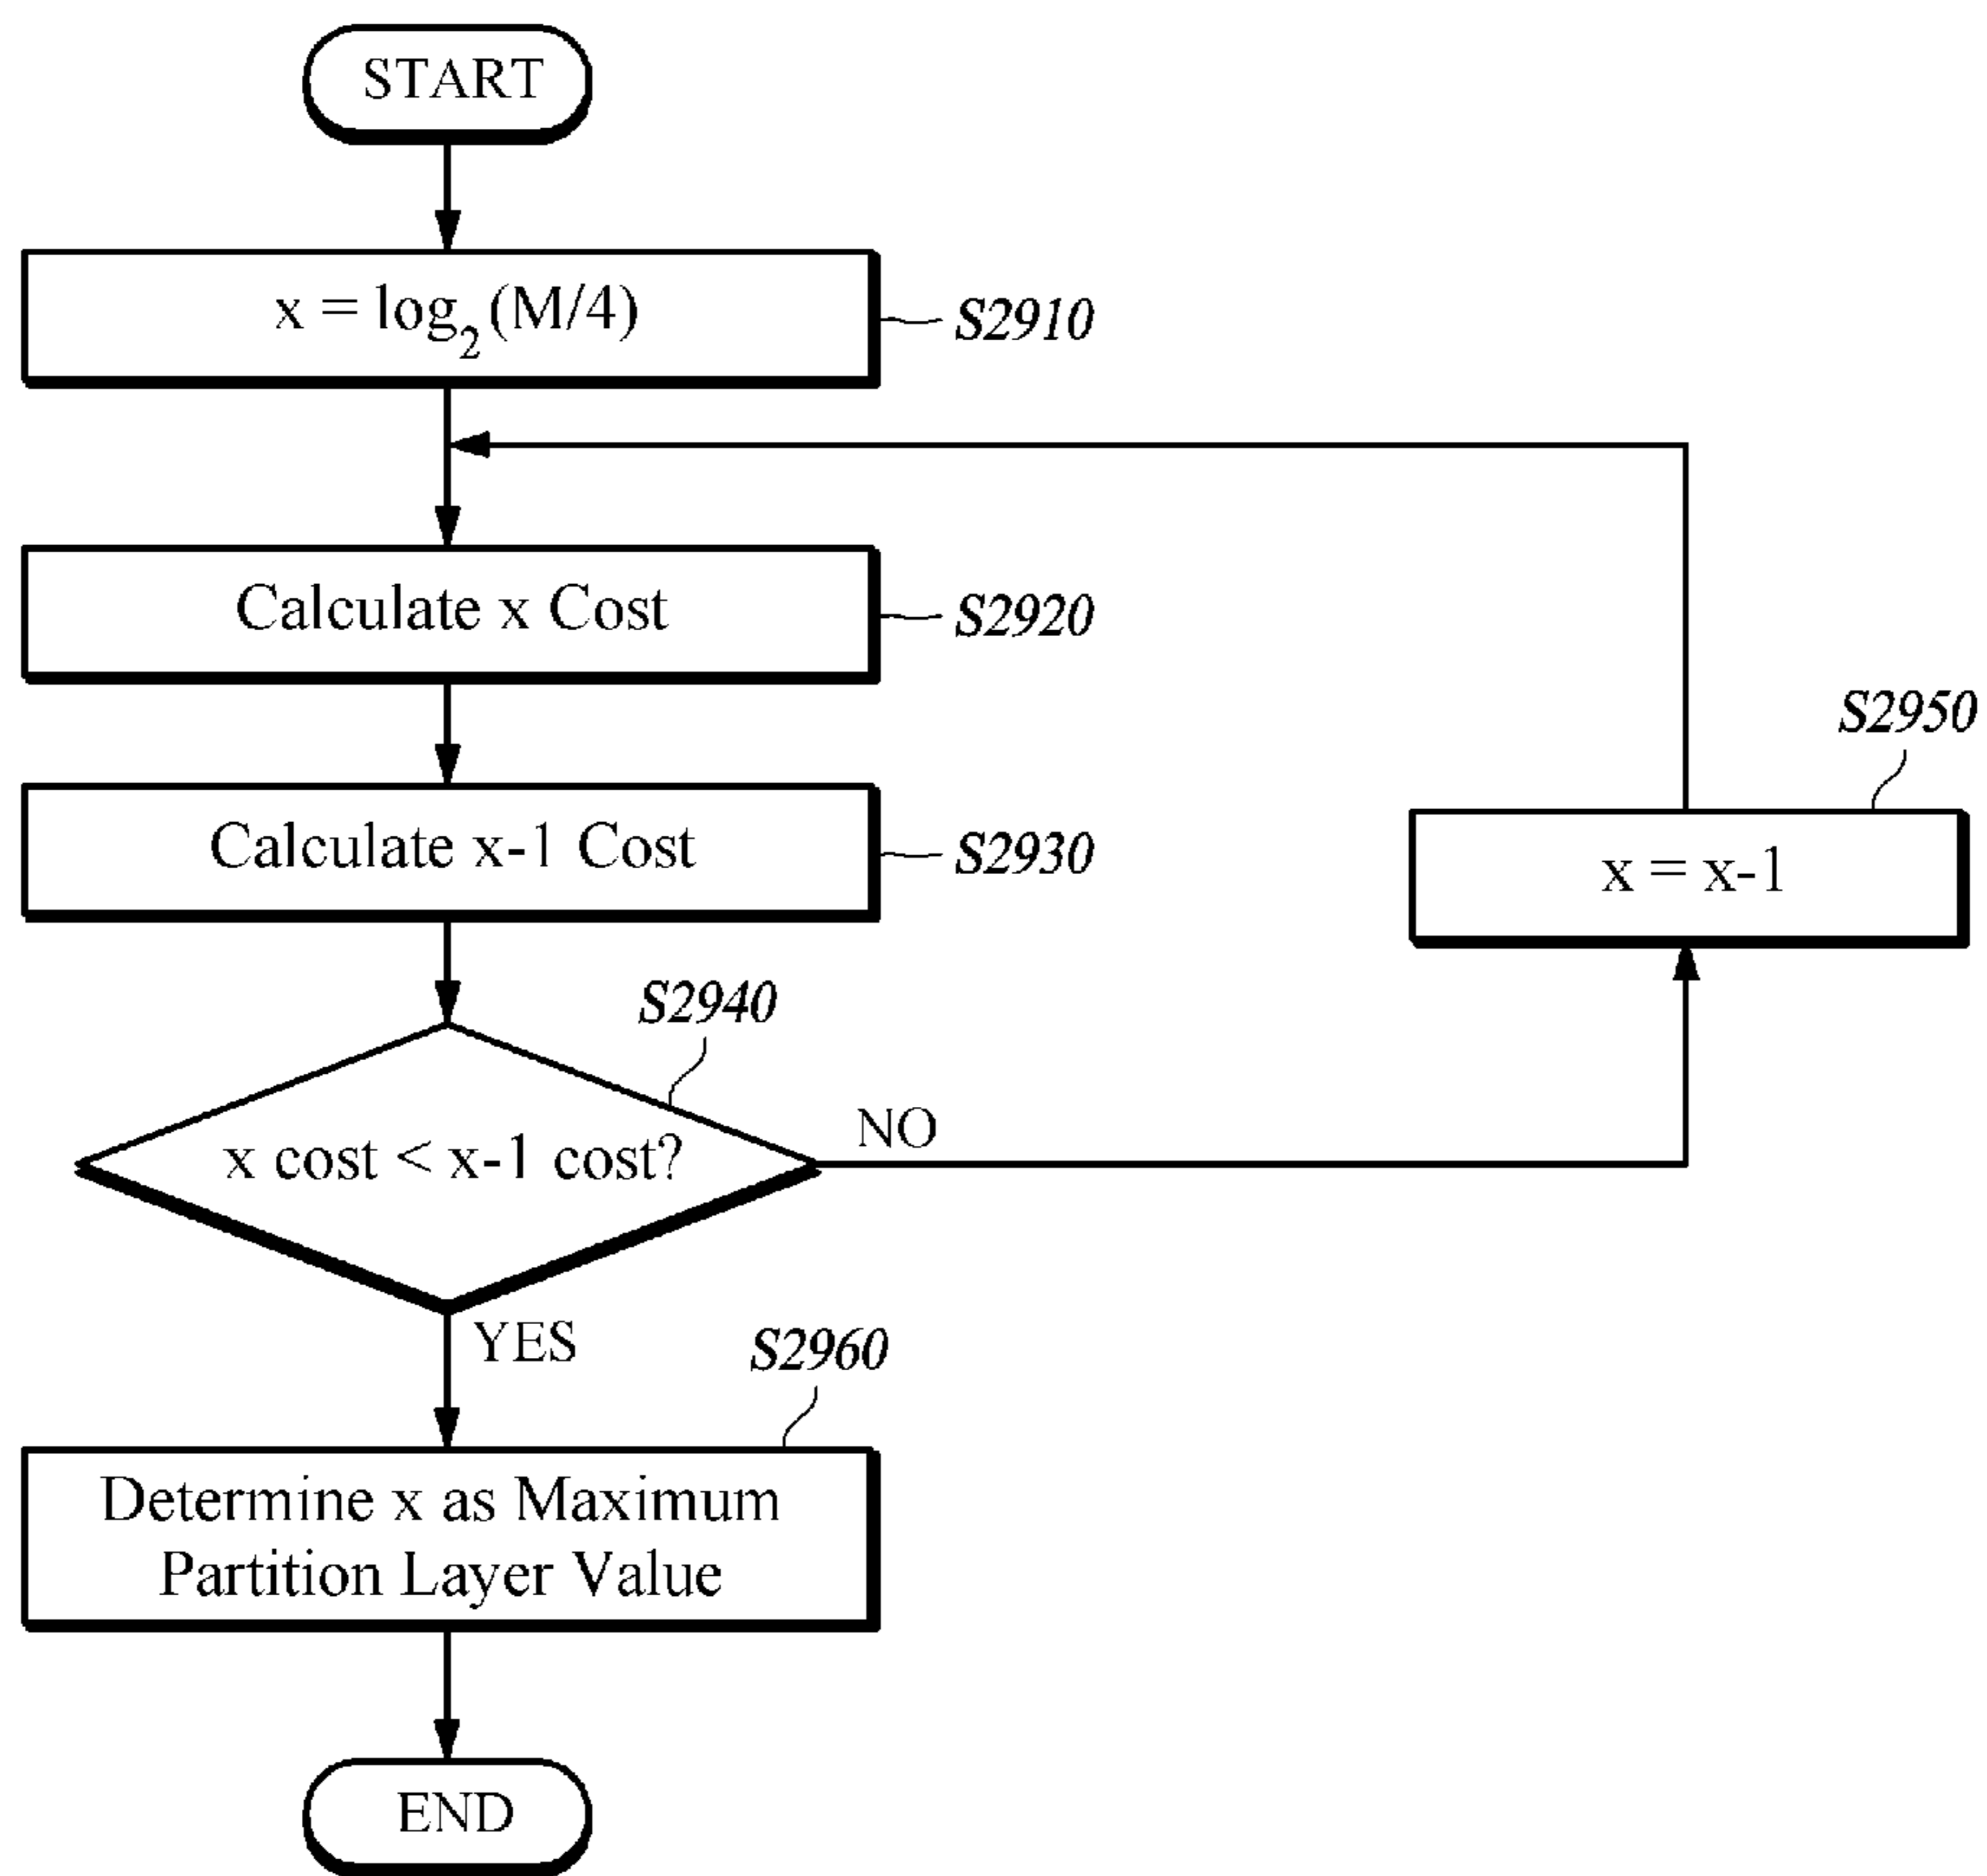 START
x = log₂ (M/4)
S2910
Calculate x Cost
S2920
Calculate x-1 Cost
S2930
S2950
x = x-1
S2940
x cost < x-1 cost?
NO
YES
S2960
Determine x as Maximum
Partition Layer Value
END